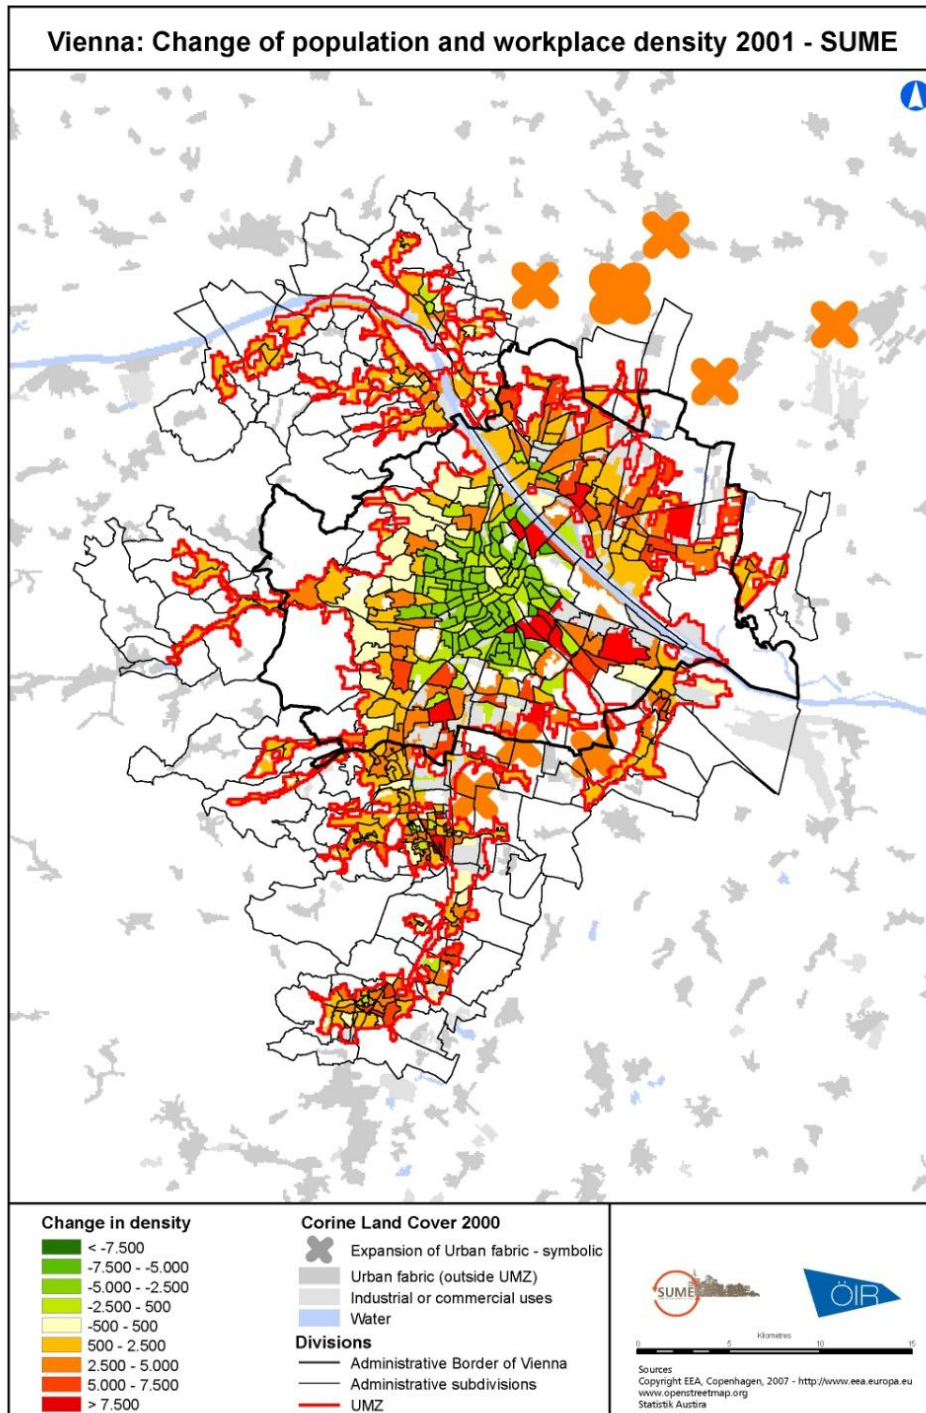 Vienna: Change of population and workplace density 2001 - SUME
Change in density
< -7.500
-7.500 - -5.000
-5.000 - -2.500
-2.500 - 500
-500 - 500
500 - 2.500
2.500 - 5.000
5.000 - 7.500
> 7.500
Corine Land Cover 2000
Expansion of Urban fabric - symbolic
Urban fabric (outside UMZ)
Industrial or commercial uses
Water
Divisions
Administrative Border of Vienna
Administrative subdivisions
UMZ
SUME
ÖIR
Kilometres
0 5 10 15
Sources
Copyright EEA, Copenhagen, 2007 - http://www.eea.europa.eu
www.openstreetmap.org
Statistik Austira